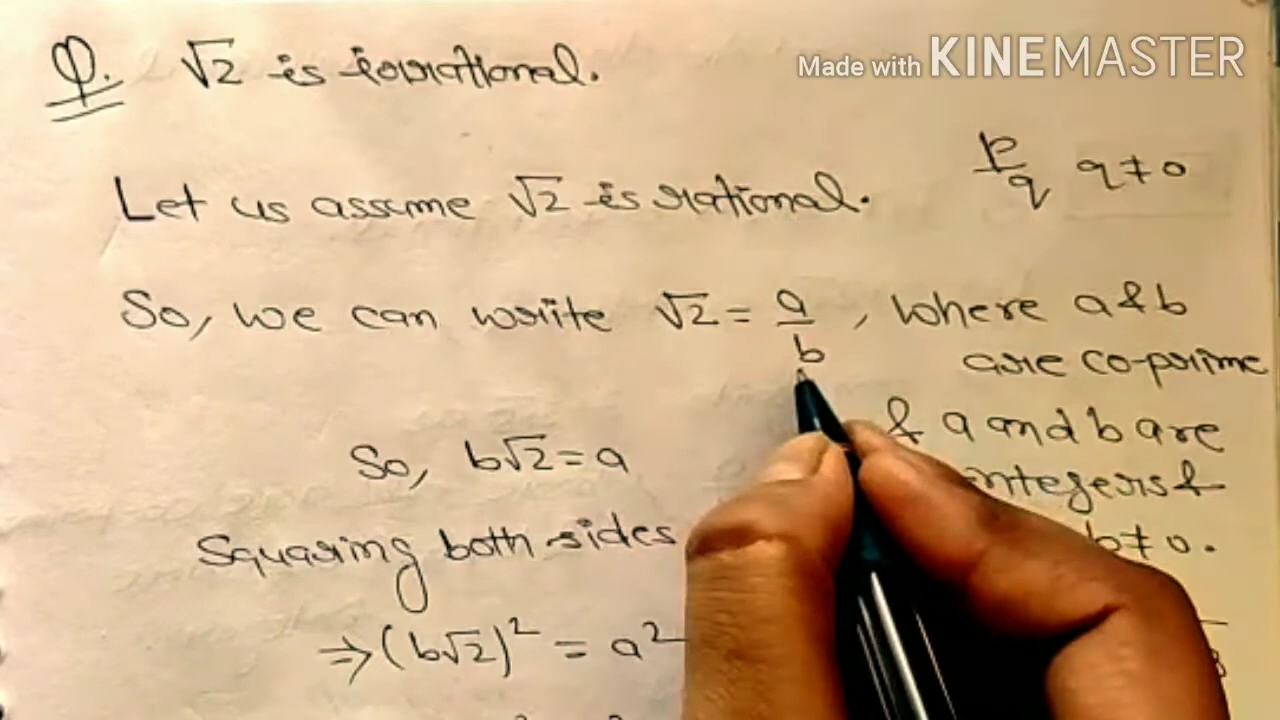 Made with KINEMASTER
Q. √2 is irrational.
p/q q≠0
Let us assume √2 is rational.
So, we can write √2 = a/b , where a & b
are co-prime
& a and b are
integers &
b≠0.
So, b√2 = a
Squaring both sides
⇒ (b√2)² = a²